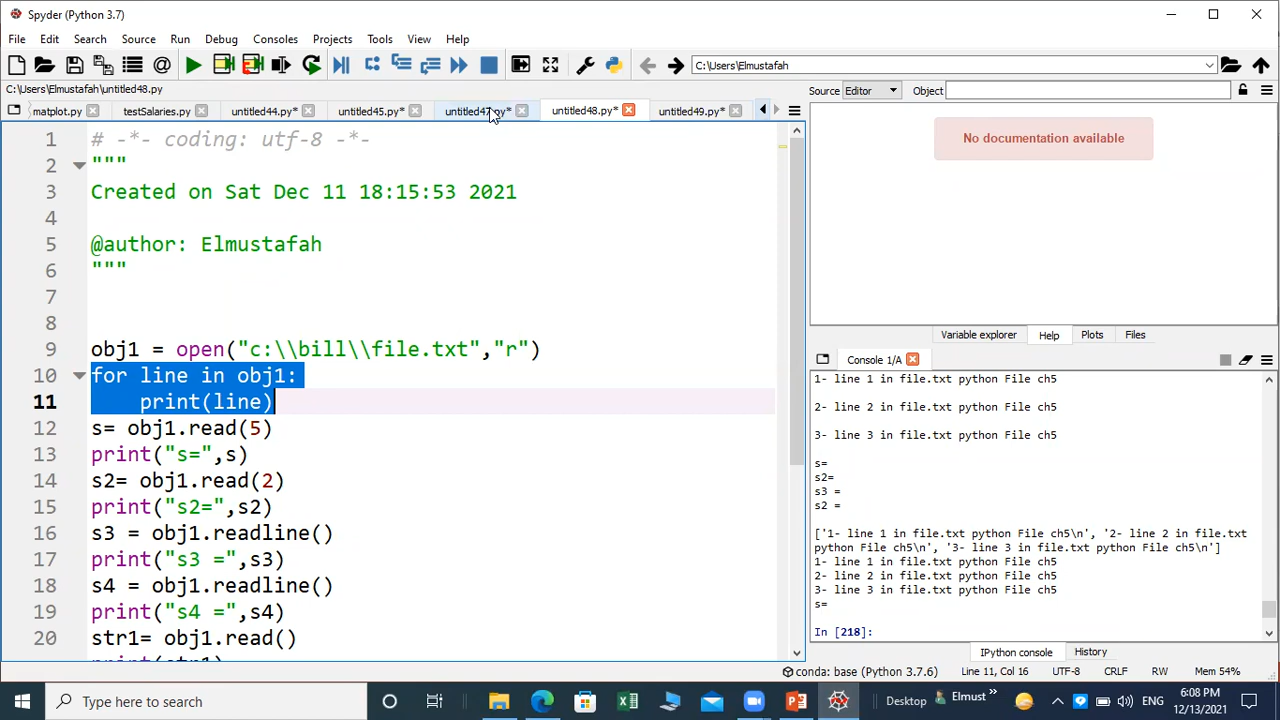 Spyder (Python 3.7)
File Edit Search Source Run Debug Consoles Projects Tools View Help
C:\Users\Elmustafah
C:\Users\Elmustafah\untitled48.py
matplot.py testSalaries.py untitled44.py* untitled45.py* untitled47.py* untitled48.py* untitled49.py*
1 # -*- coding: utf-8 -*-
2 """
3 Created on Sat Dec 11 18:15:53 2021
4
5 @author: Elmustafah
6 """
7
8
9 obj1 = open("c:\\bill\\file.txt","r")
10 for line in obj1:
11 print(line)
12 s= obj1.read(5)
13 print("s=",s)
14 s2= obj1.read(2)
15 print("s2=",s2)
16 s3 = obj1.readline()
17 print("s3 =",s3)
18 s4 = obj1.readline()
19 print("s4 =",s4)
20 str1= obj1.read()
print(str1)
Source Editor Object
No documentation available
Variable explorer Help Plots Files
Console 1/A
1- line 1 in file.txt python File ch5
2- line 2 in file.txt python File ch5
3- line 3 in file.txt python File ch5
s=
s2=
s3 =
s2 =
['1- line 1 in file.txt python File ch5\n', '2- line 2 in file.txt
python File ch5\n', '3- line 3 in file.txt python File ch5\n']
1- line 1 in file.txt python File ch5
2- line 2 in file.txt python File ch5
3- line 3 in file.txt python File ch5
s=
In [218]:
IPython console History
conda: base (Python 3.7.6) Line 11, Col 16 UTF-8 CRLF RW Mem 54%
Type here to search
Desktop Elmust ENG
6:08 PM
12/13/2021